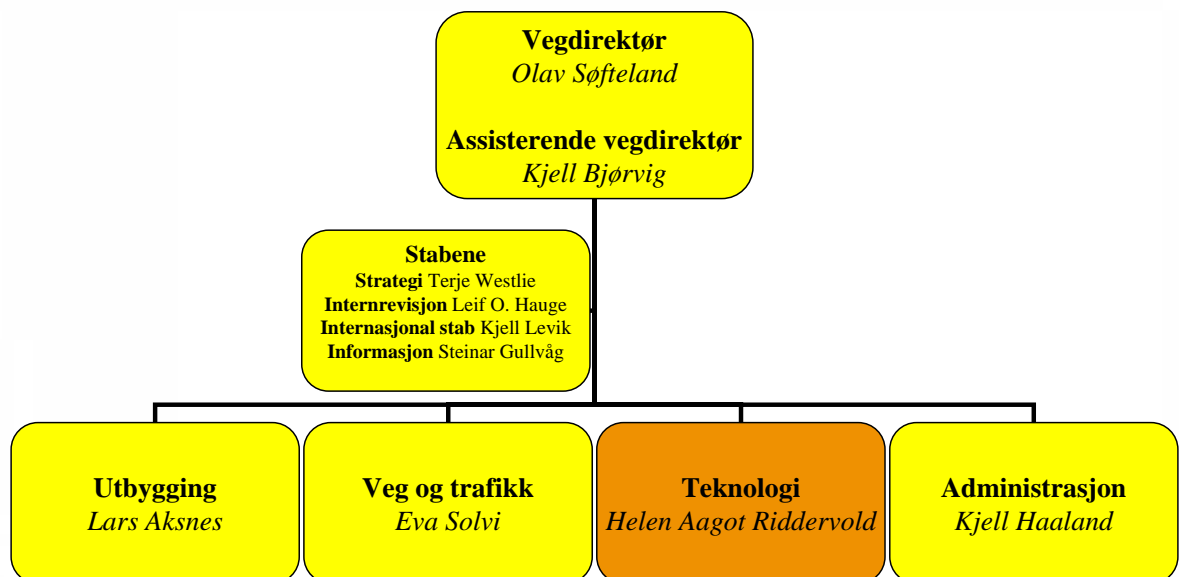 Vegdirektør
Olav Søfteland
Assisterende vegdirektør
Kjell Bjørvig
Stabene
Strategi Terje Westlie
Internrevisjon Leif O. Hauge
Internasjonal stab Kjell Levik
Informasjon Steinar Gullvåg
Utbygging
Lars Aksnes
Veg og trafikk
Eva Solvi
Teknologi
Helen Aagot Riddervold
Administrasjon
Kjell Haaland